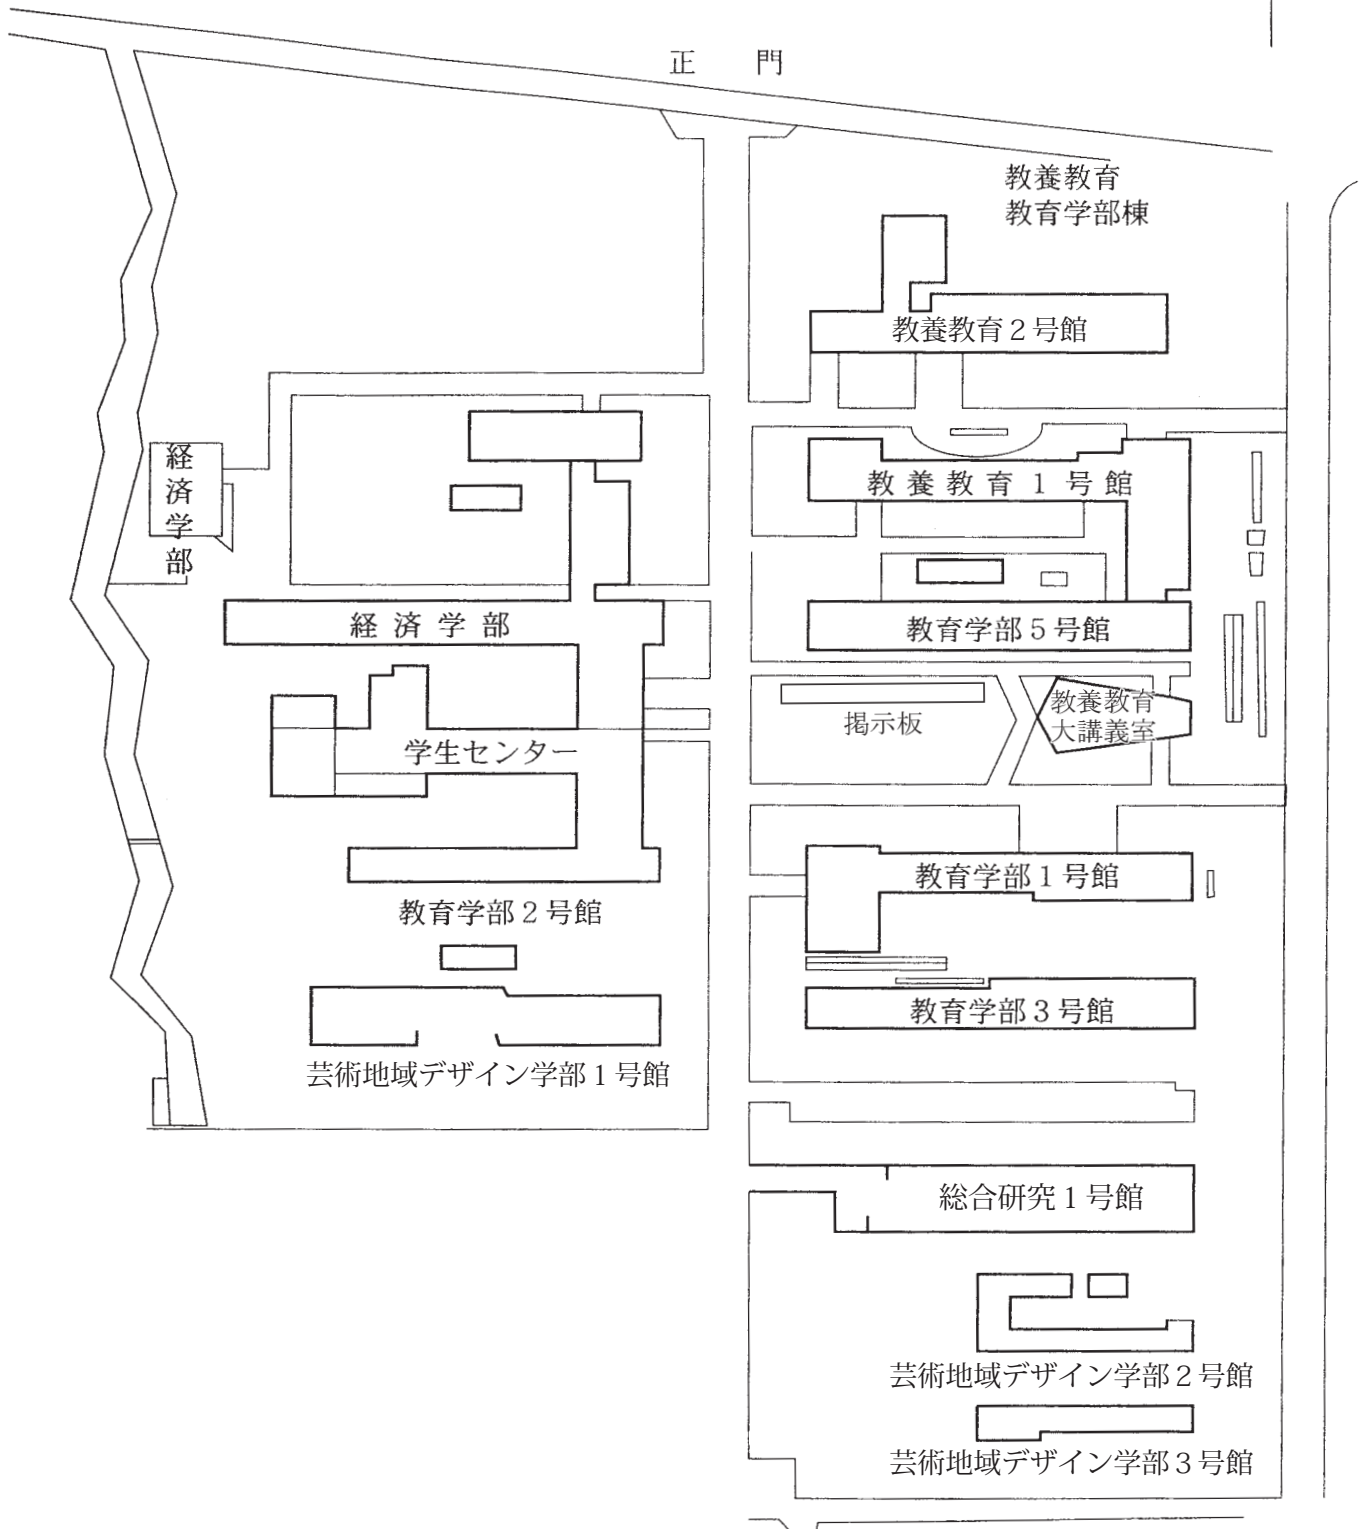 正　門
教養教育
教育学部棟
教養教育２号館
経済学部
教養教育１号館
経済学部
教育学部５号館
掲示板
教養教育
大講義室
学生センター
教育学部１号館
教育学部２号館
教育学部３号館
芸術地域デザイン学部１号館
総合研究１号館
芸術地域デザイン学部２号館
芸術地域デザイン学部３号館